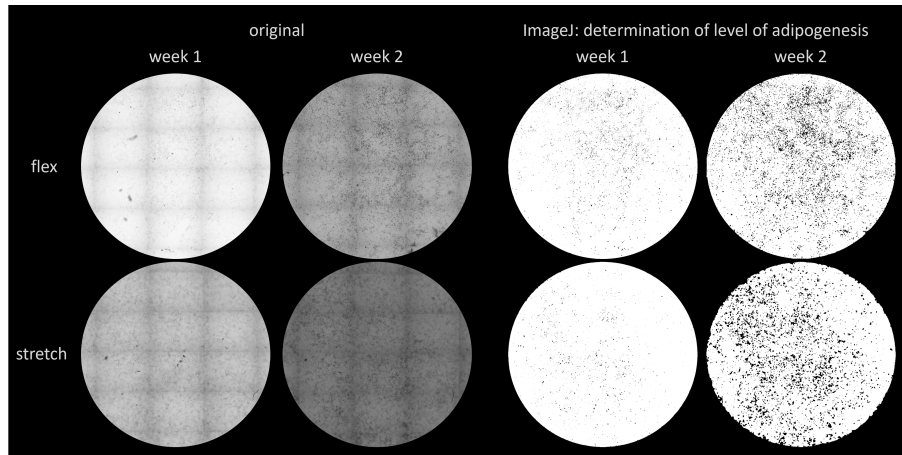 original
ImageJ: determination of level of adipogenesis
week 1
week 2
week 1
week 2
flex
stretch